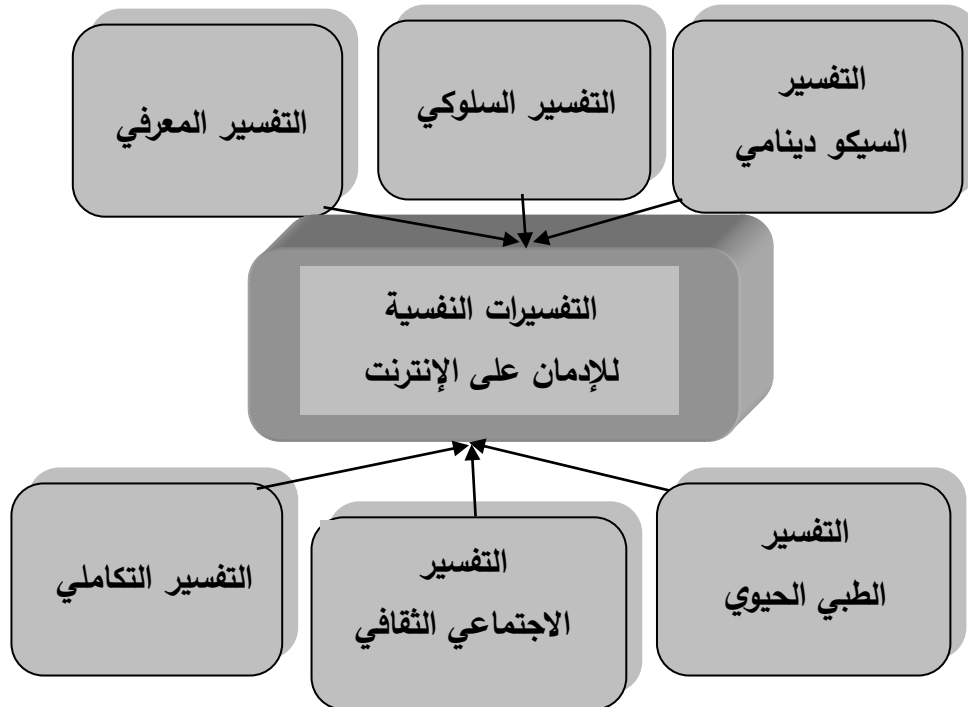 التفسير
السيكو دينامي
التفسير السلوكي
التفسير المعرفي
التفسيرات النفسية
للإدمان على الإنترنت
التفسير
الطبي الحيوي
التفسير
الاجتماعي الثقافي
التفسير التكاملي